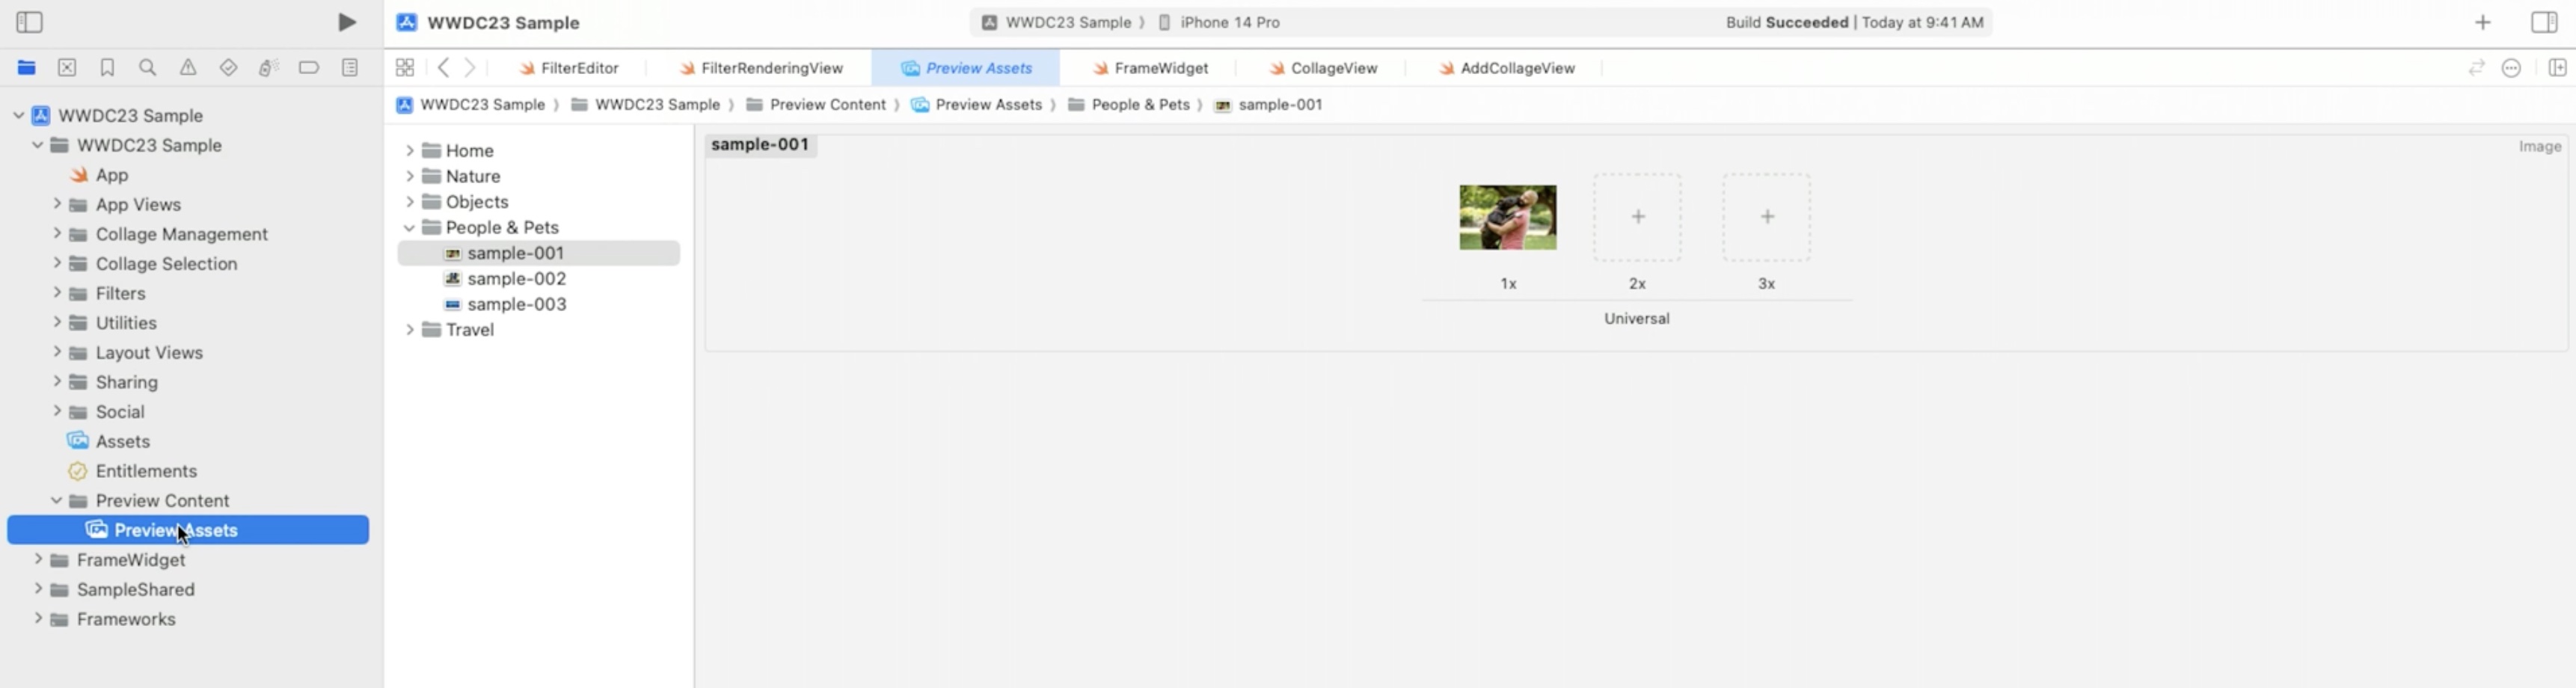 WWDC23 Sample
WWDC23 Sample ⟩ iPhone 14 Pro
Build Succeeded | Today at 9:41 AM
FilterEditor
FilterRenderingView
Preview Assets
FrameWidget
CollageView
AddCollageView
WWDC23 Sample ⟩ WWDC23 Sample ⟩ Preview Content ⟩ Preview Assets ⟩ People & Pets ⟩ sample-001
WWDC23 Sample
WWDC23 Sample
App
App Views
Collage Management
Collage Selection
Filters
Utilities
Layout Views
Sharing
Social
Assets
Entitlements
Preview Content
Preview Assets
FrameWidget
SampleShared
Frameworks
Home
Nature
Objects
People & Pets
sample-001
sample-002
sample-003
Travel
sample-001
Image
1x
2x
3x
Universal